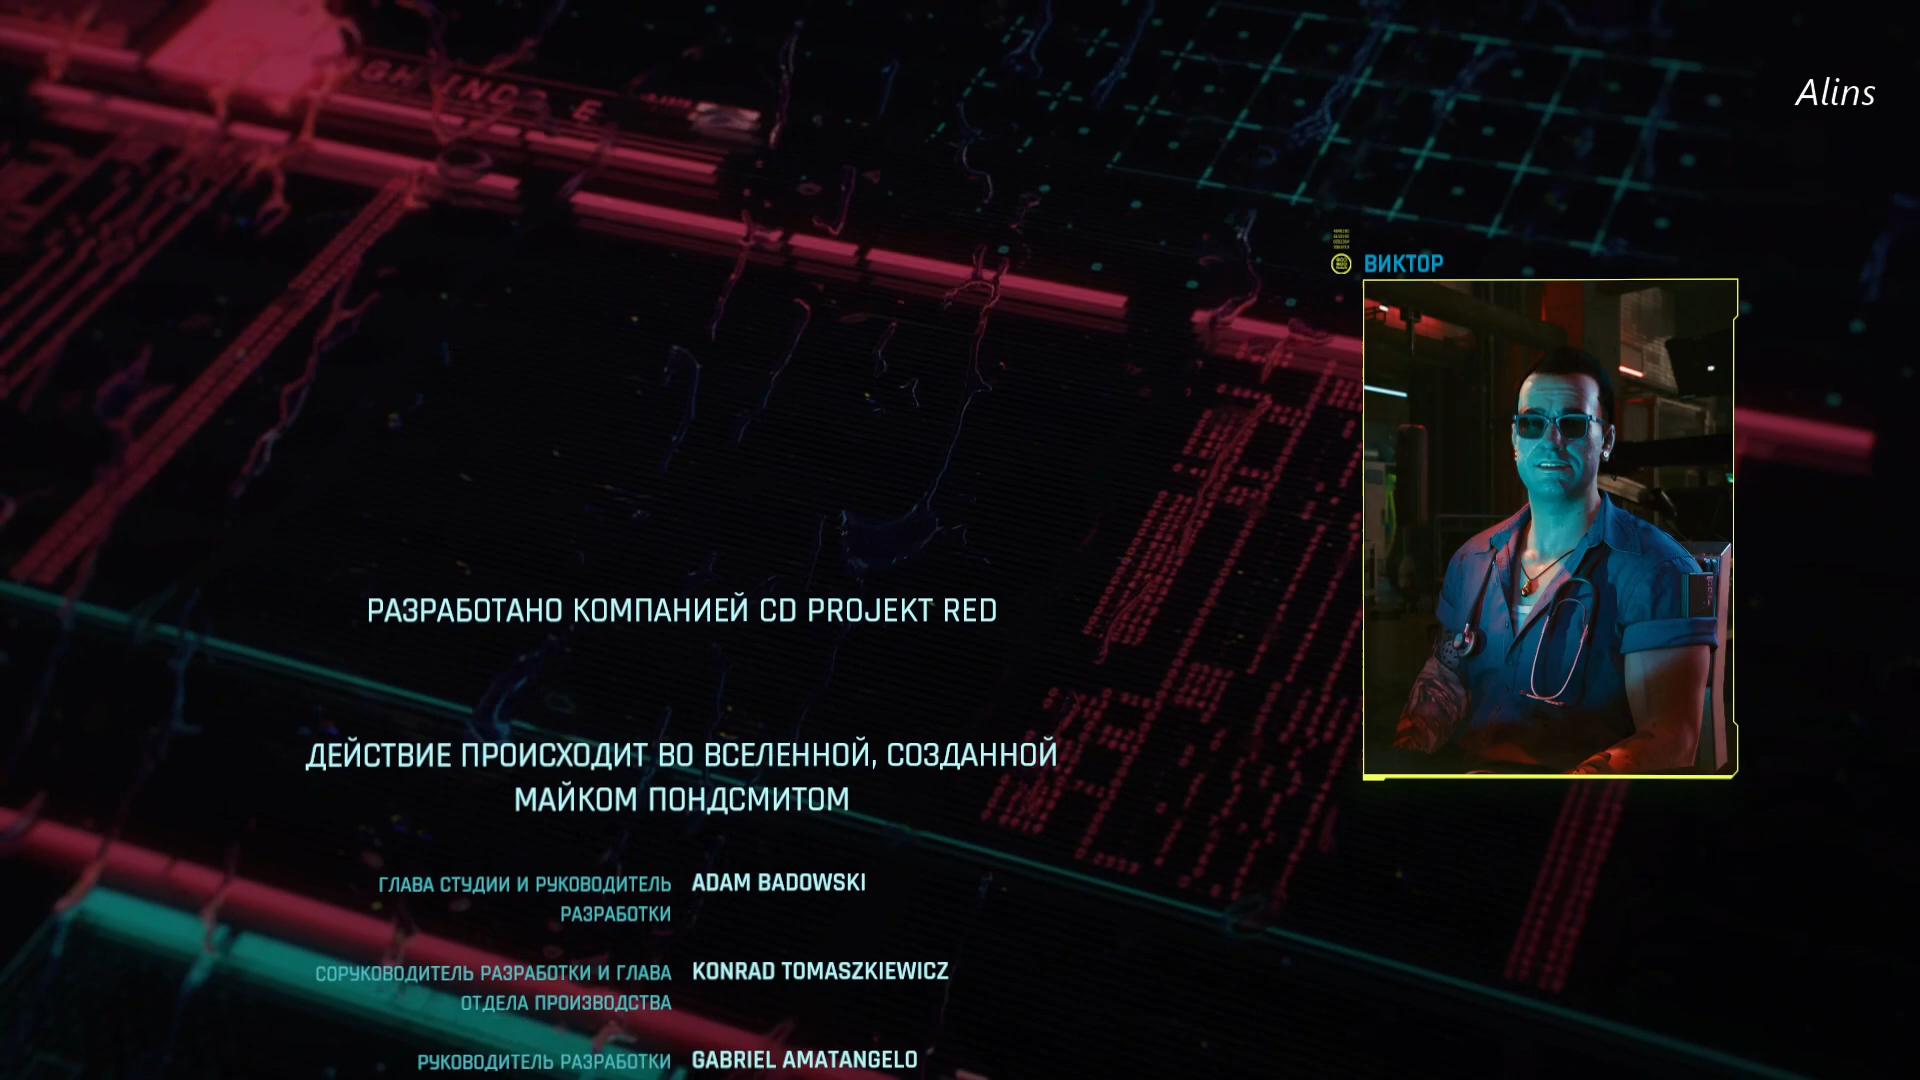 Alins
ВИКТОР
РАЗРАБОТАНО КОМПАНИЕЙ CD PROJEKT RED
ДЕЙСТВИЕ ПРОИСХОДИТ ВО ВСЕЛЕННОЙ, СОЗДАННОЙ
МАЙКОМ ПОНДСМИТОМ
ГЛАВА СТУДИИ И РУКОВОДИТЕЛЬ ADAM BADOWSKI
РАЗРАБОТКИ
СОРУКОВОДИТЕЛЬ РАЗРАБОТКИ И ГЛАВА KONRAD TOMASZKIEWICZ
ОТДЕЛА ПРОИЗВОДСТВА
РУКОВОДИТЕЛЬ РАЗРАБОТКИ GABRIEL AMATANGELO